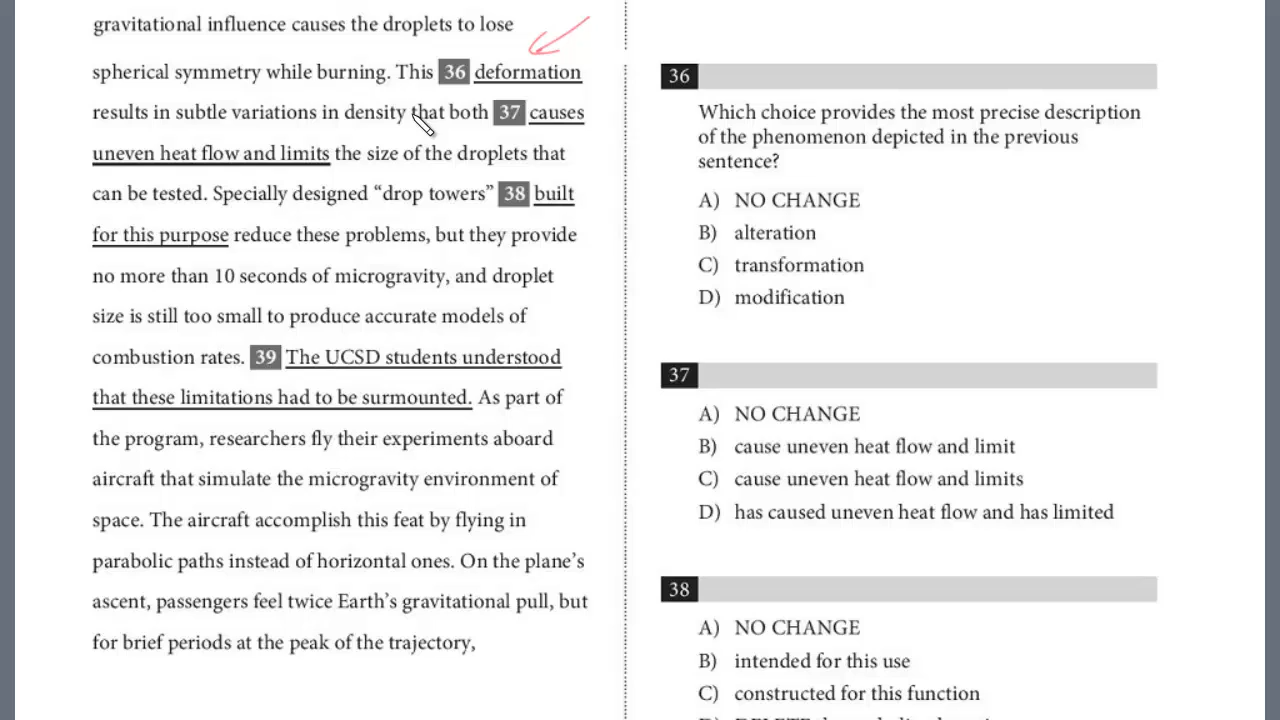 gravitational influence causes the droplets to lose
spherical symmetry while burning. This 36 deformation
results in subtle variations in density that both 37 causes
uneven heat flow and limits the size of the droplets that
can be tested. Specially designed “drop towers” 38 built
for this purpose reduce these problems, but they provide
no more than 10 seconds of microgravity, and droplet
size is still too small to produce accurate models of
combustion rates. 39 The UCSD students understood
that these limitations had to be surmounted. As part of
the program, researchers fly their experiments aboard
aircraft that simulate the microgravity environment of
space. The aircraft accomplish this feat by flying in
parabolic paths instead of horizontal ones. On the plane’s
ascent, passengers feel twice Earth’s gravitational pull, but
for brief periods at the peak of the trajectory,
36
Which choice provides the most precise description
of the phenomenon depicted in the previous
sentence?
A) NO CHANGE
B) alteration
C) transformation
D) modification
37
A) NO CHANGE
B) cause uneven heat flow and limit
C) cause uneven heat flow and limits
D) has caused uneven heat flow and has limited
38
A) NO CHANGE
B) intended for this use
C) constructed for this function